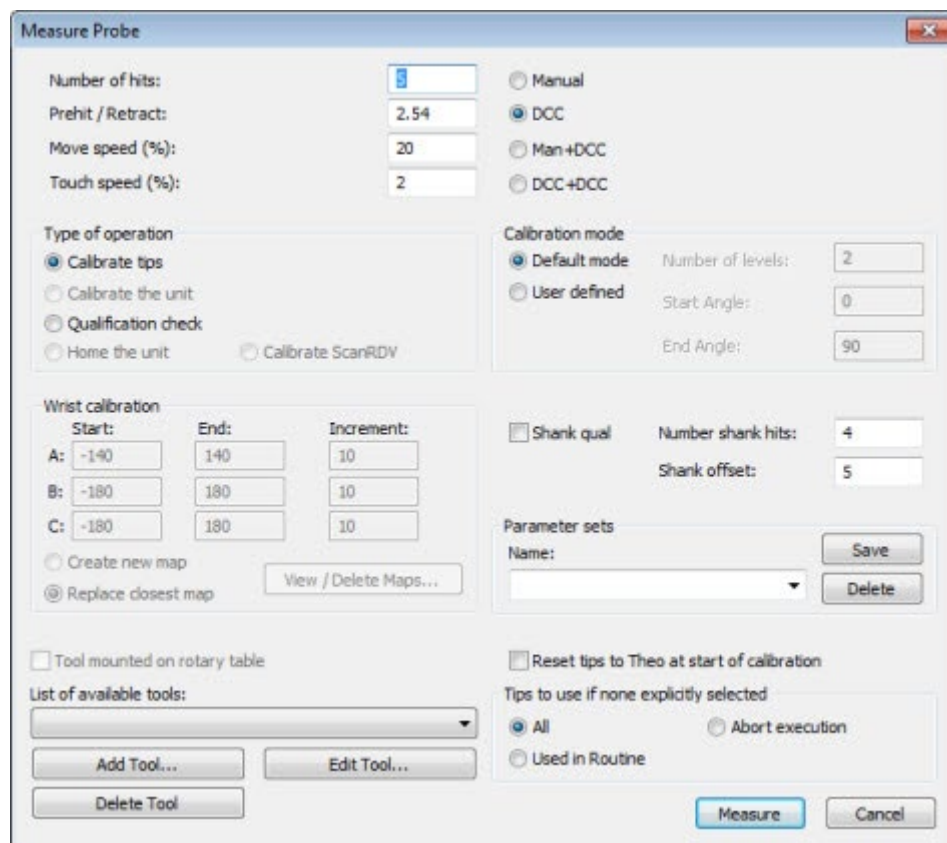 Measure Probe
Number of hits: 5
Prehit / Retract: 2.54
Move speed (%): 20
Touch speed (%): 2
Manual
DCC
Man+DCC
DCC+DCC
Type of operation
Calibrate tips
Calibrate the unit
Qualification check
Home the unit Calibrate ScanRDV
Calibration mode
Default mode Number of levels: 2
User defined Start Angle: 0
End Angle: 90
Wrist calibration
Start: End: Increment:
A: -140 140 10
B: -180 180 10
C: -180 180 10
Create new map
Replace closest map View / Delete Maps...
Shank qual Number shank hits: 4
Shank offset: 5
Parameter sets
Name: Save
Delete
Tool mounted on rotary table
List of available tools:
Add Tool... Edit Tool...
Delete Tool
Reset tips to Theo at start of calibration
Tips to use if none explicitly selected
All Abort execution
Used in Routine
Measure Cancel